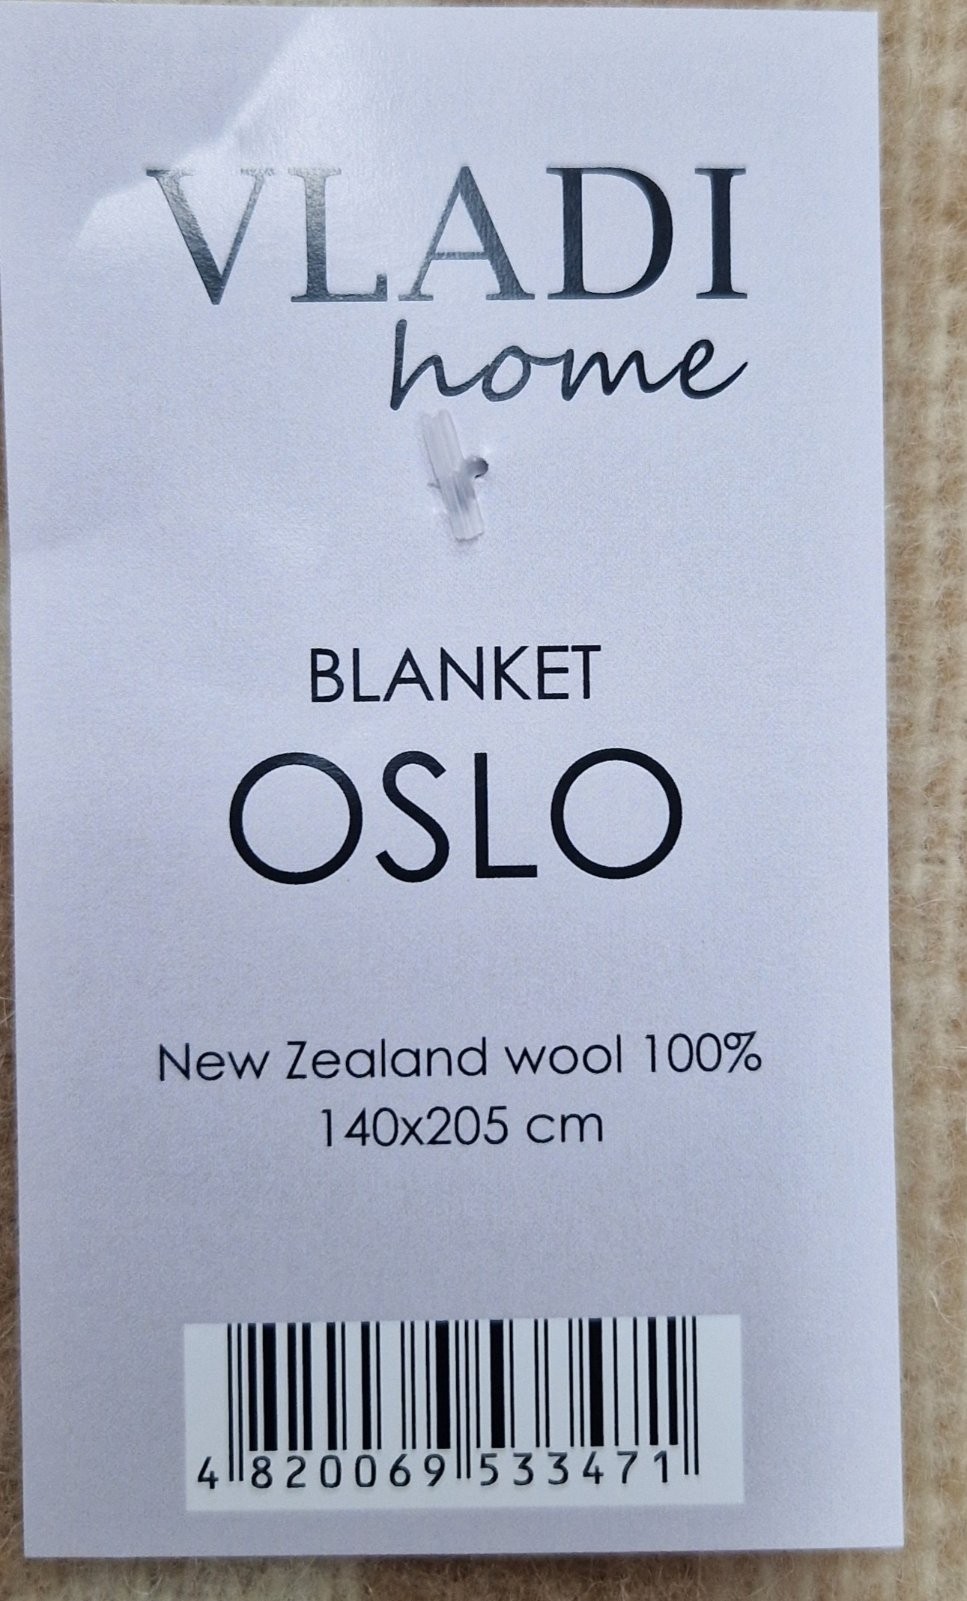 VLADI
home
BLANKET
OSLO
New Zealand wool 100%
140x205 cm
4 820069 533471